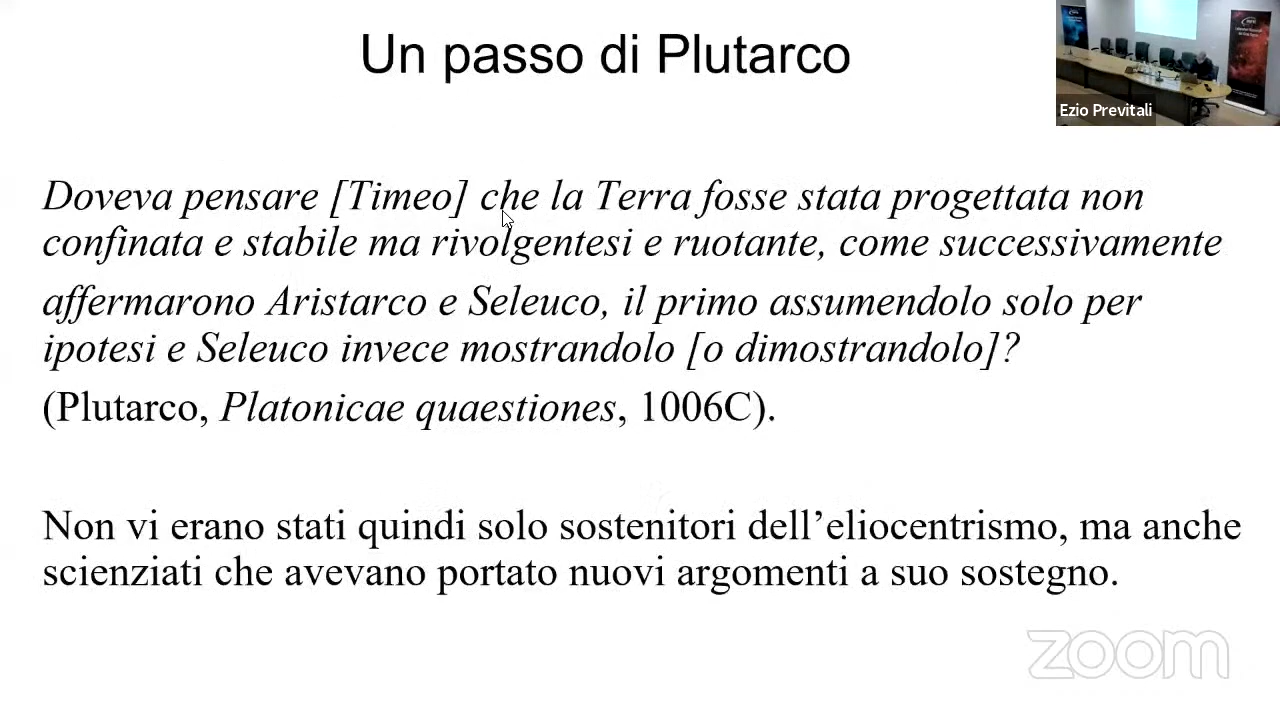 Un passo di Plutarco
Ezio Previtali
Doveva pensare [Timeo] che la Terra fosse stata progettata non
confinata e stabile ma rivolgentesi e ruotante, come successivamente
affermarono Aristarco e Seleuco, il primo assumendolo solo per
ipotesi e Seleuco invece mostrandolo [o dimostrandolo]?
(Plutarco, Platonicae quaestiones, 1006C).
Non vi erano stati quindi solo sostenitori dell’eliocentrismo, ma anche
scienziati che avevano portato nuovi argomenti a suo sostegno.
zoom